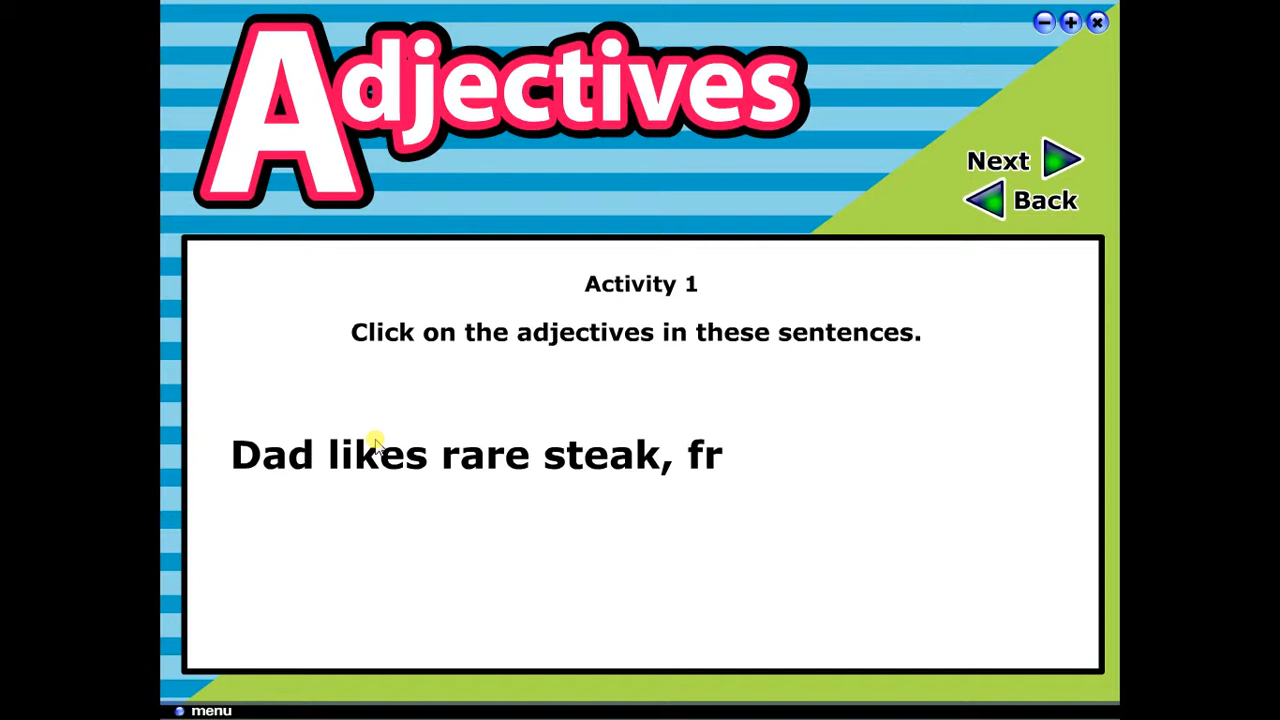 Adjectives
Next
Back
Activity 1
Click on the adjectives in these sentences.
Dad likes rare steak, fr
menu